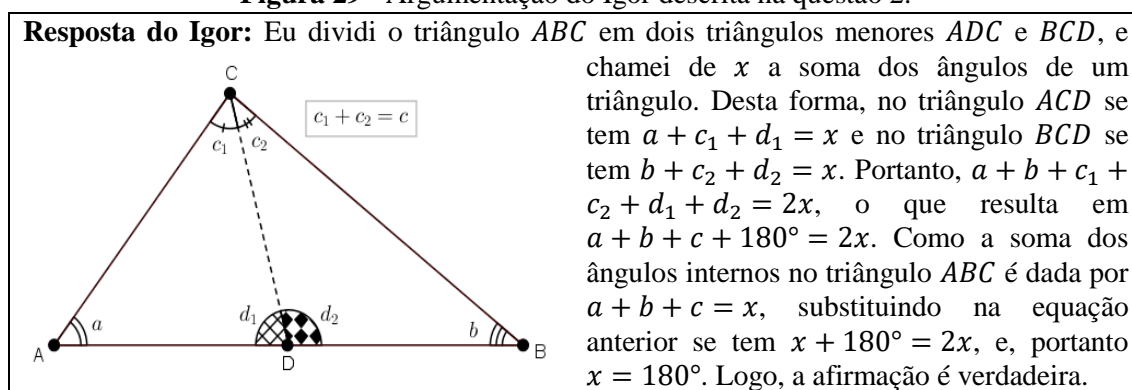 Figura 29 - Argumentação do Igor descrita na questão 2.
Resposta do Igor: Eu dividi o triângulo ABC em dois triângulos menores ADC e BCD, e
chamei de x a soma dos ângulos de um
triângulo. Desta forma, no triângulo ACD se
tem a + c₁ + d₁ = x e no triângulo BCD se
tem b + c₂ + d₂ = x. Portanto, a + b + c₁ +
c₂ + d₁ + d₂ = 2x, o que resulta em
a + b + c + 180° = 2x. Como a soma dos
ângulos internos no triângulo ABC é dada por
a + b + c = x, substituindo na equação
anterior se tem x + 180° = 2x, e, portanto
x = 180°. Logo, a afirmação é verdadeira.
C
c₁ + c₂ = c
c₁ c₂
a d₁ d₂ b
A D B